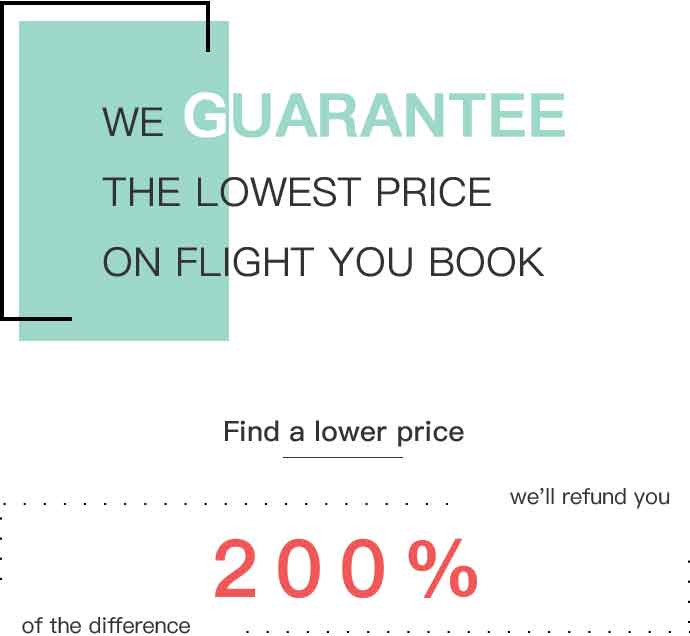 WE GUARANTEE
THE LOWEST PRICE
ON FLIGHT YOU BOOK
Find a lower price
we'll refund you
200%
of the difference